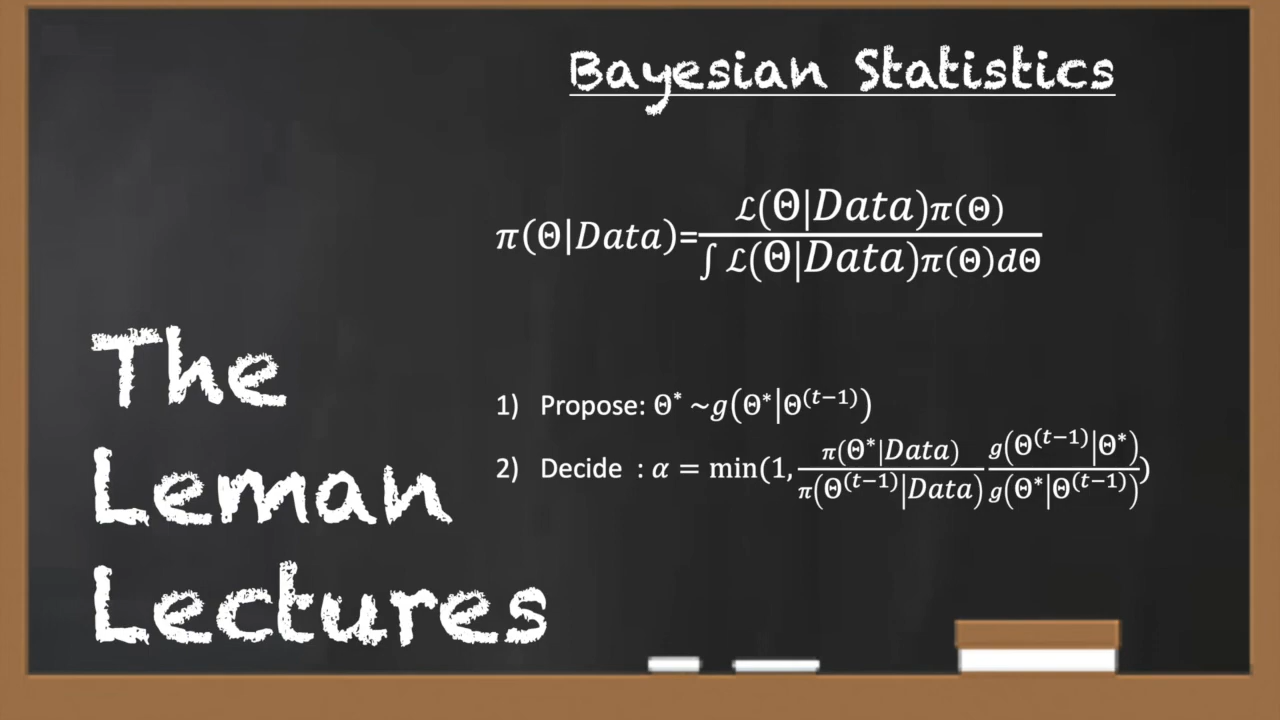 Bayesian Statistics
π(Θ|Data)=ℒ(Θ|Data)π(Θ)/∫ℒ(Θ|Data)π(Θ)dΘ
The
Leman
Lectures
1) Propose: Θ* ~g(Θ*|Θ^(t−1))
2) Decide : α = min(1, π(Θ*|Data)/π(Θ^(t−1)|Data) g(Θ^(t−1)|Θ*)/g(Θ*|Θ^(t−1)))